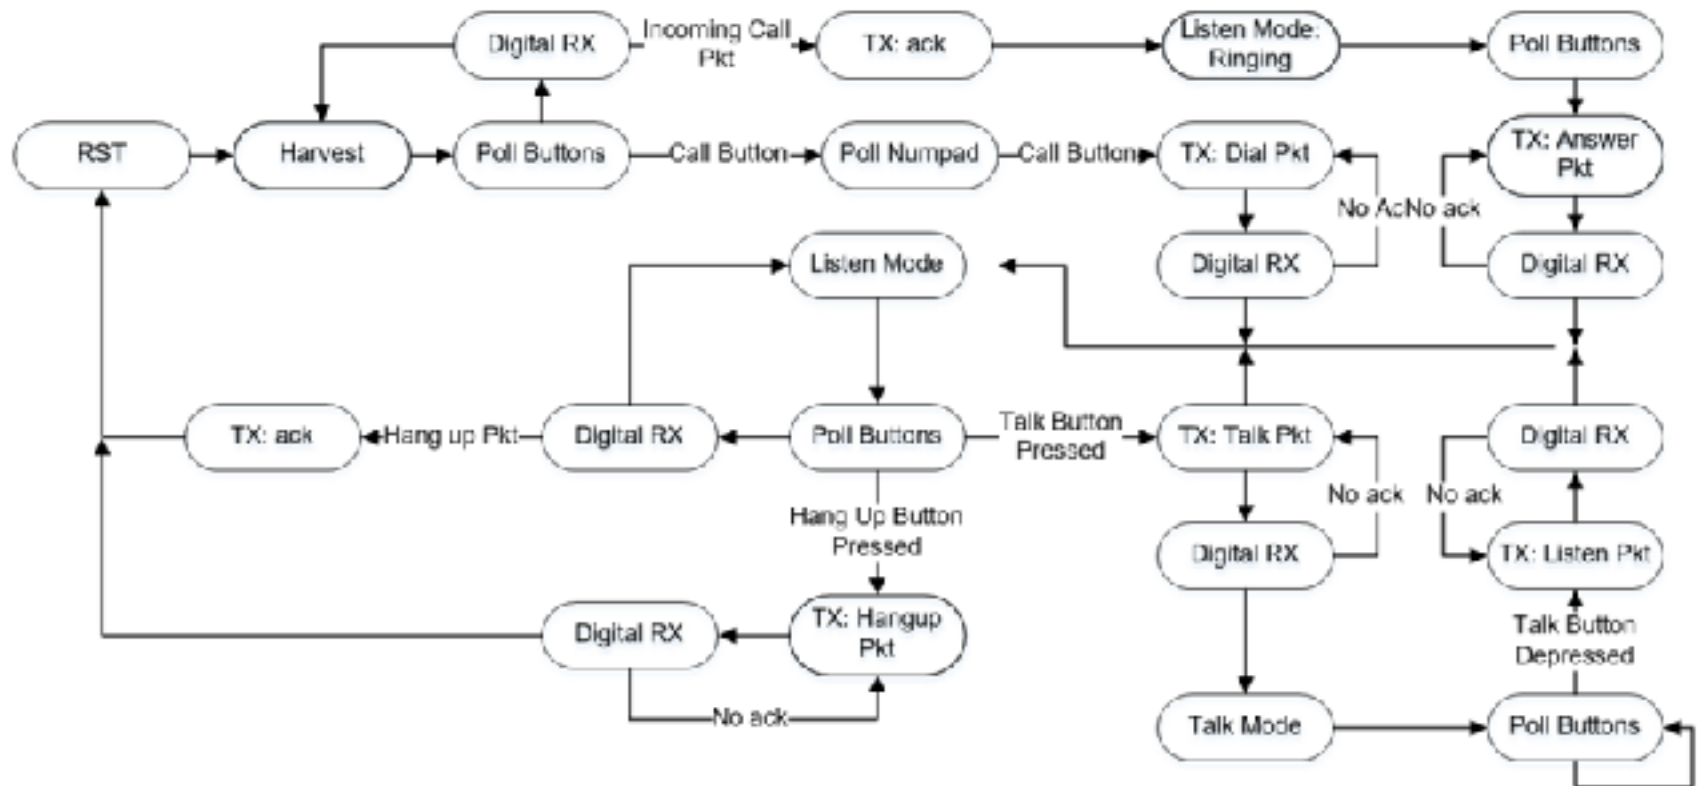 Digital RX
Incoming Call
Pkt
TX: ack
Listen Mode:
Ringing
Poll Buttons
RST
Harvest
Poll Buttons
Call Button
Poll Numpad
Call Button
TX: Dial Pkt
TX: Answer
Pkt
No Ac
No ack
Listen Mode
Digital RX
Digital RX
TX: ack
Hang up Pkt
Digital RX
Poll Buttons
Talk Button
Pressed
TX: Talk Pkt
Digital RX
No ack
No ack
Hang Up Button
Pressed
Digital RX
TX: Listen Pkt
Digital RX
TX: Hangup
Pkt
Talk Button
Depressed
No ack
Talk Mode
Poll Buttons